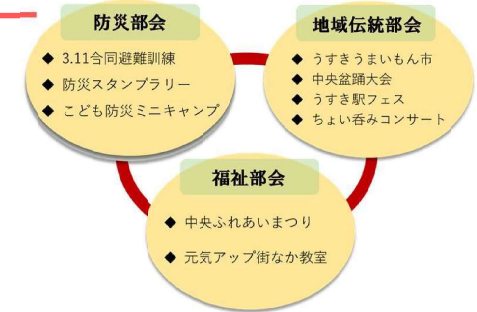 防災部会
◆ 3.11合同避難訓練
◆ 防災スタンプラリー
◆ こども防災ミニキャンプ
地域伝統部会
◆ うすきうまいもん市
◆ 中央盆踊大会
◆ うすき駅フェス
◆ ちょい呑みコンサート
福祉部会
◆ 中央ふれあいまつり
◆ 元気アップ街なか教室